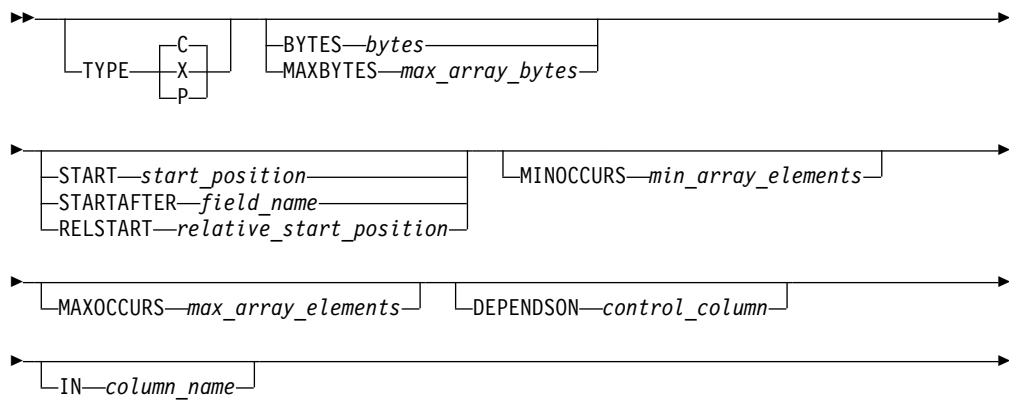 C
BYTES bytes
TYPE X MAXBYTES max_array_bytes
P
START start_position MINOCCURS min_array_elements
STARTAFTER field_name
RELSTART relative_start_position
MAXOCCURS max_array_elements DEPENDSON control_column
IN column_name